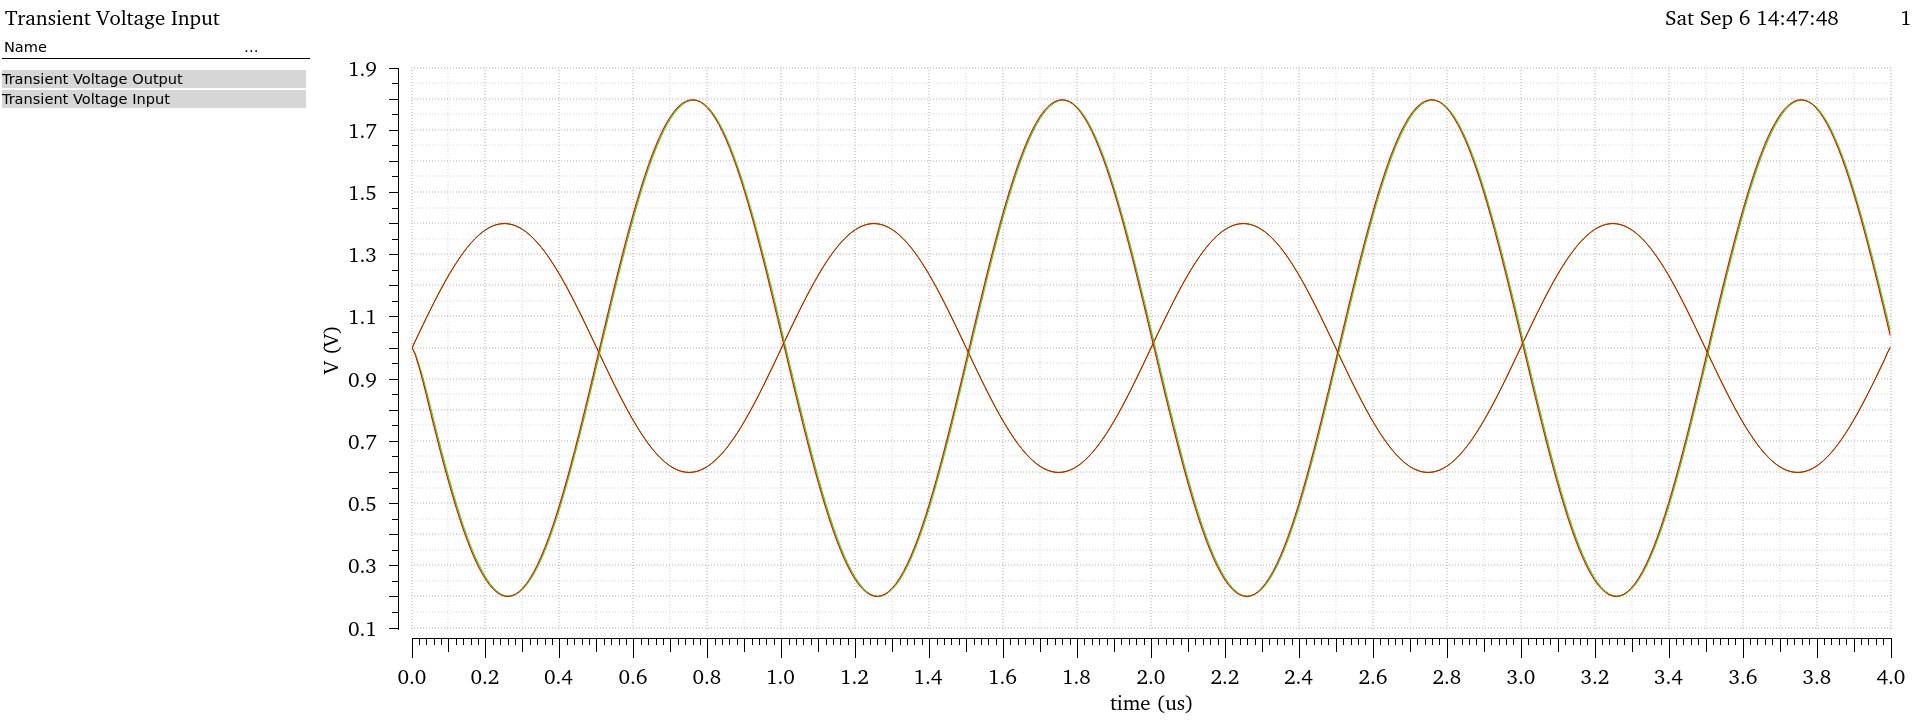 Transient Voltage Input
Sat Sep 6 14:47:48 1
Name ...
Transient Voltage Output
Transient Voltage Input
1.9
1.7
1.5
1.3
1.1
0.9
0.7
0.5
0.3
0.1
V (V)
0.0 0.2 0.4 0.6 0.8 1.0 1.2 1.4 1.6 1.8 2.0 2.2 2.4 2.6 2.8 3.0 3.2 3.4 3.6 3.8 4.0
time (us)